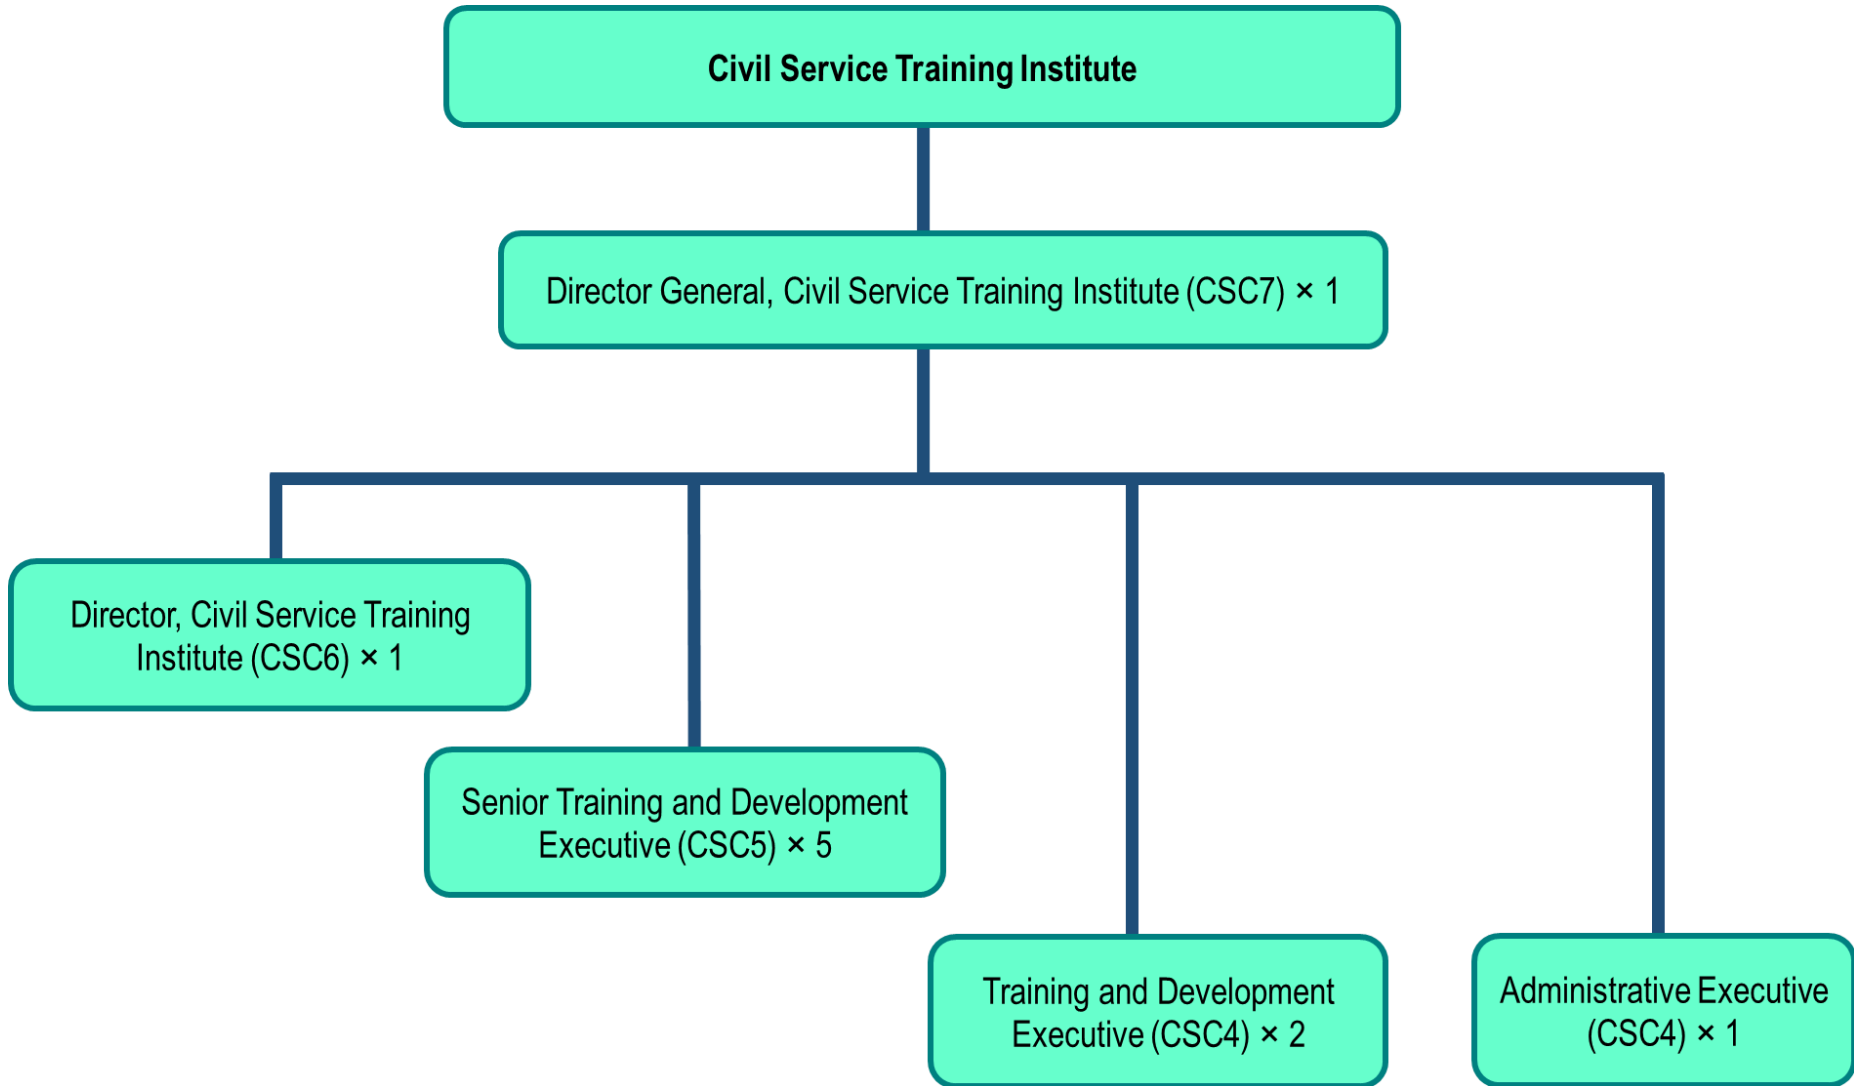 Civil Service Training Institute
Director General, Civil Service Training Institute (CSC7) × 1
Director, Civil Service Training
Institute (CSC6) × 1
Senior Training and Development
Executive (CSC5) × 5
Training and Development
Executive (CSC4) × 2
Administrative Executive
(CSC4) × 1